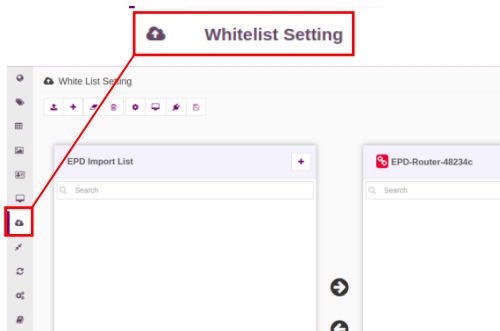 Whitelist Setting
White List Setting
EPD Import List
EPD-Router-48234c
Search
Search